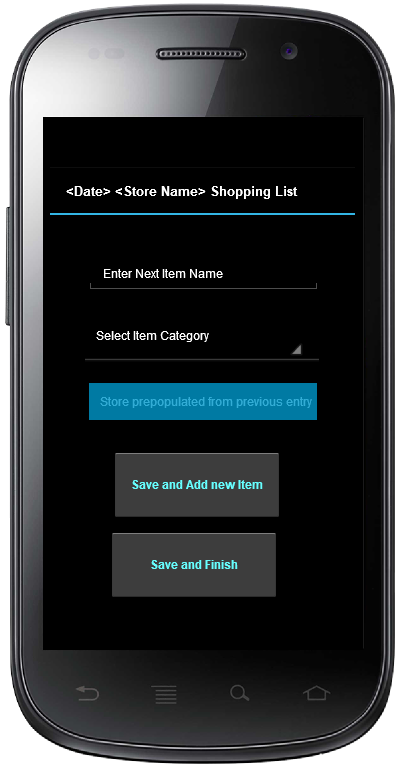 <Date> <Store Name> Shopping List
Enter Next Item Name
Select Item Category
Store prepopulated from previous entry
Save and Add new Item
Save and Finish